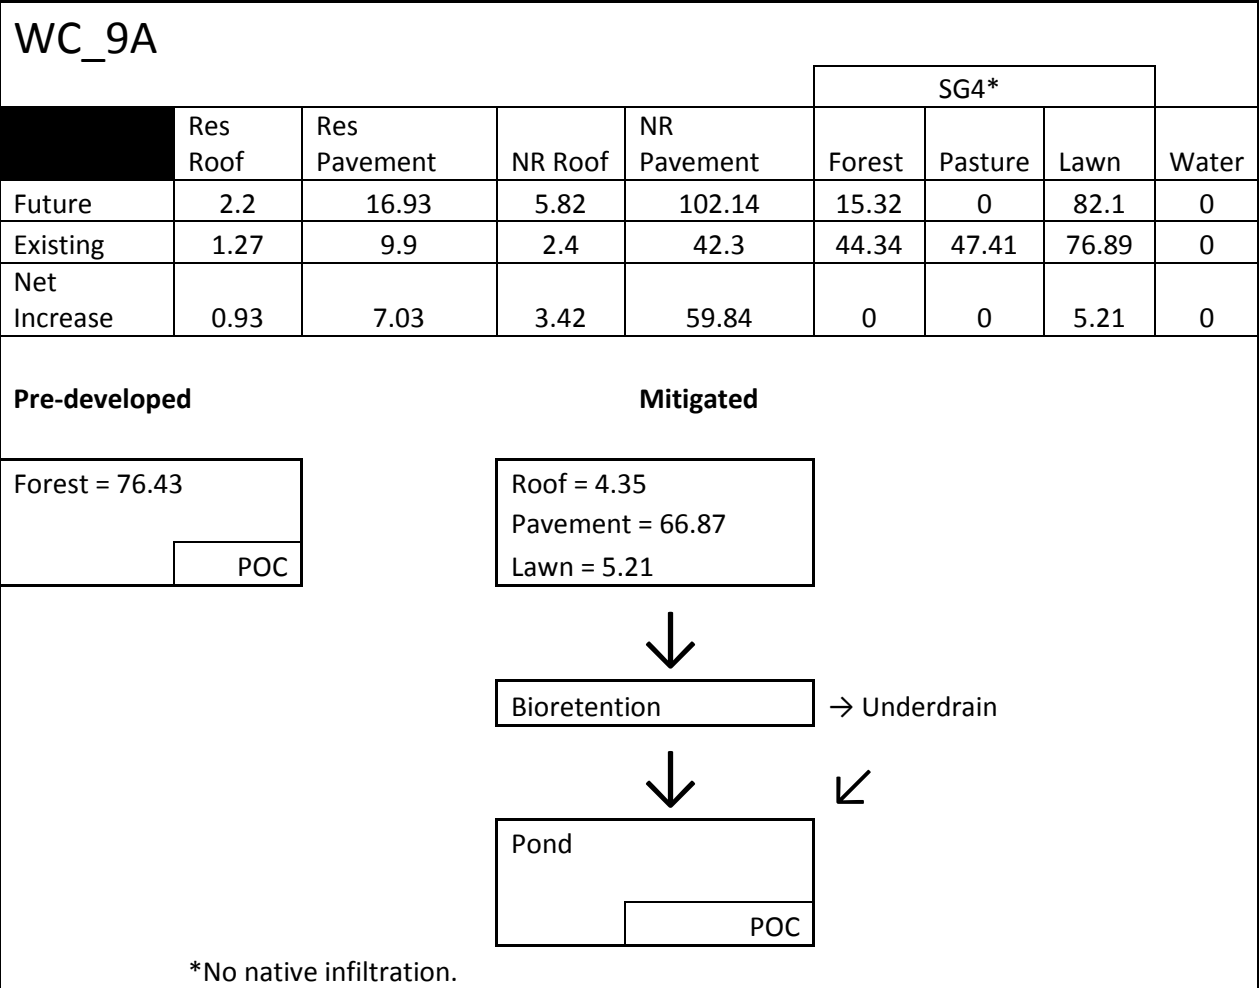 WC_9A
SG4*
Res Roof Res Pavement NR Roof NR Pavement Forest Pasture Lawn Water
Future 2.2 16.93 5.82 102.14 15.32 0 82.1 0
Existing 1.27 9.9 2.4 42.3 44.34 47.41 76.89 0
Net Increase 0.93 7.03 3.42 59.84 0 0 5.21 0
Pre-developed Mitigated
Forest = 76.43
POC
Roof = 4.35
Pavement = 66.87
Lawn = 5.21
Bioretention → Underdrain
Pond
POC
*No native infiltration.